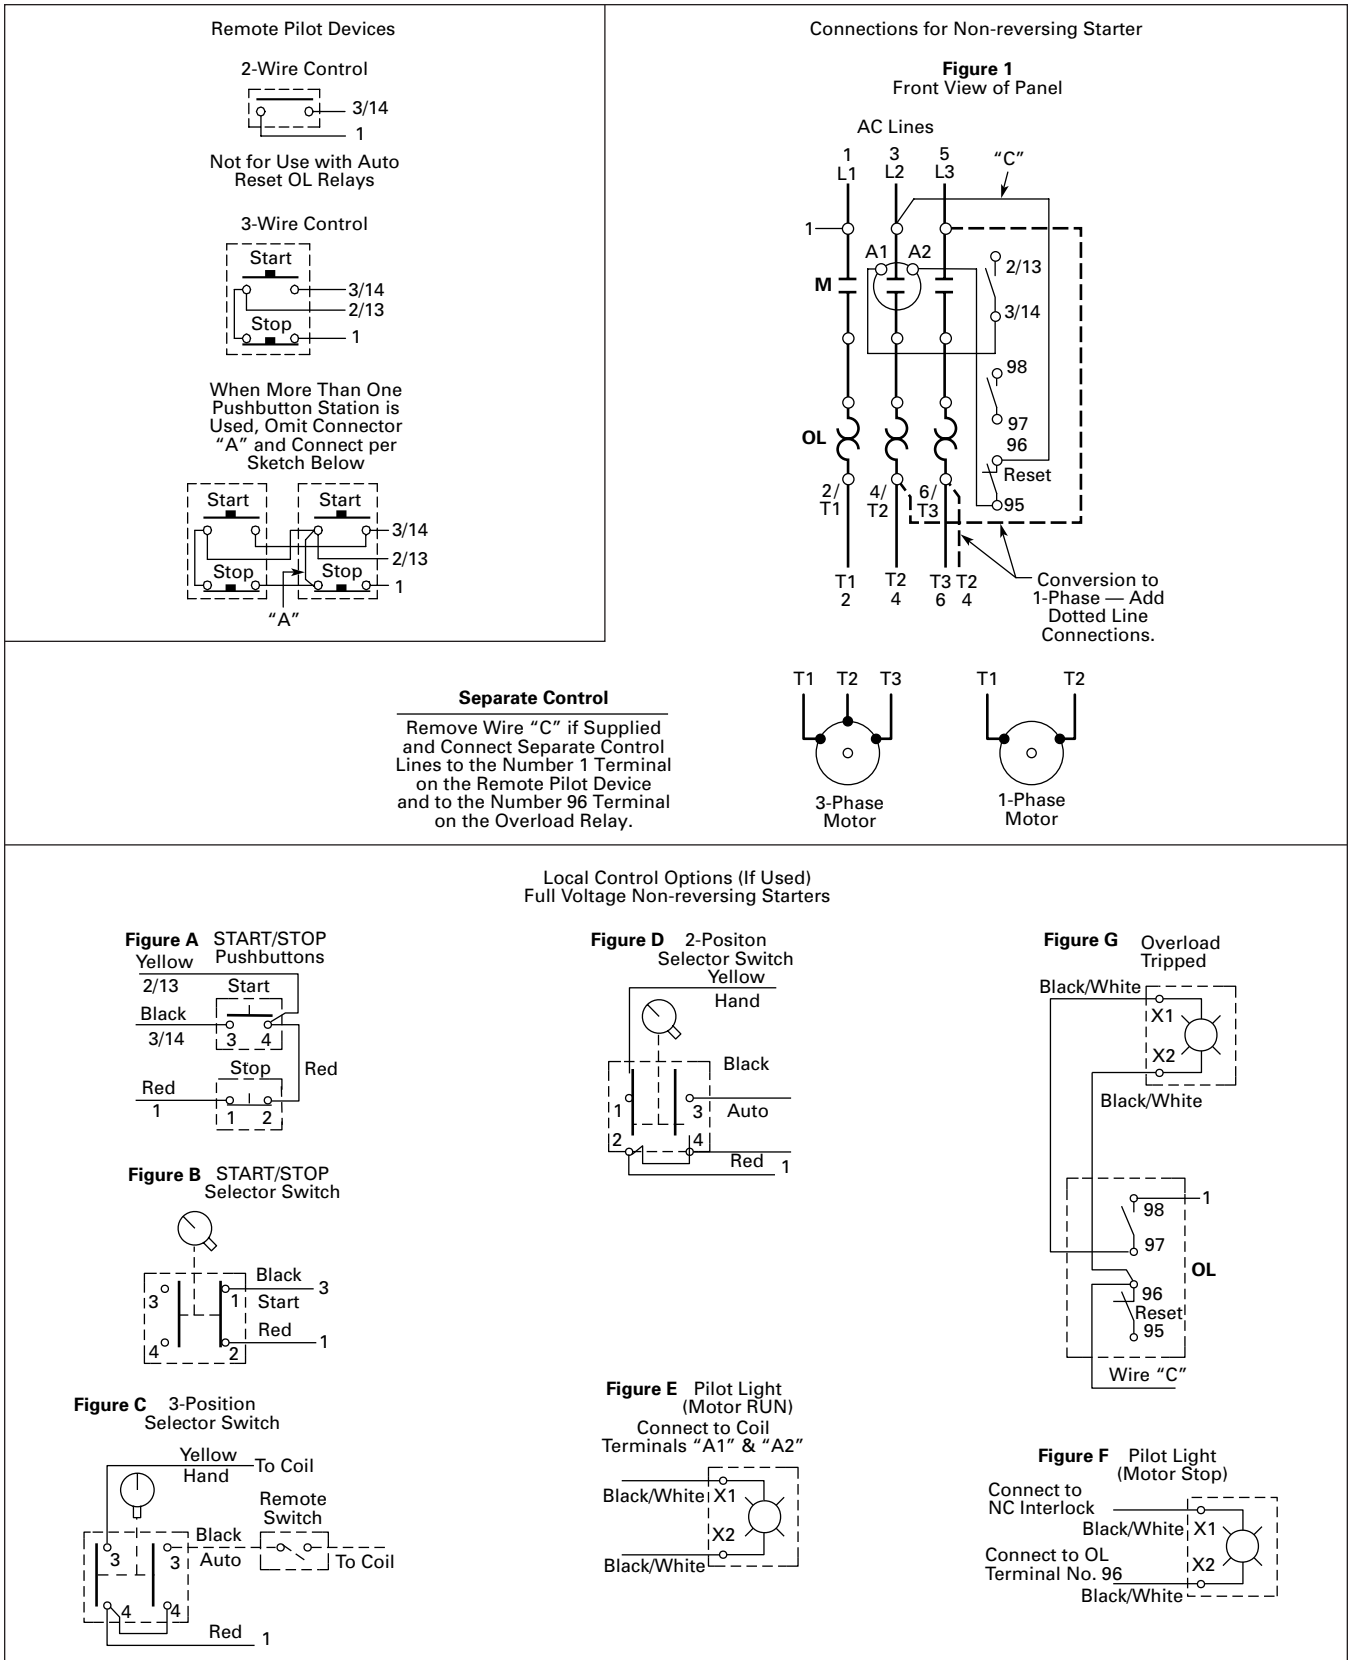 Remote Pilot Devices
2-Wire Control
3/14
1
Not for Use with Auto
Reset OL Relays
3-Wire Control
Start
3/14
2/13
Stop
1
When More Than One
Pushbutton Station is
Used, Omit Connector
“A” and Connect per
Sketch Below
Start Start
3/14
2/13
Stop Stop
1
“A”
Connections for Non-reversing Starter
Figure 1
Front View of Panel
AC Lines
1 3 5
L1 L2 L3
“C”
1
A1 A2
2/13
M
3/14
98
97
OL
96
Reset
95
2/ 4/ 6/
T1 T2 T3
T1 T2 T3 T2
2 4 6 4
Conversion to
1-Phase — Add
Dotted Line
Connections.
Separate Control
Remove Wire “C” if Supplied
and Connect Separate Control
Lines to the Number 1 Terminal
on the Remote Pilot Device
and to the Number 96 Terminal
on the Overload Relay.
T1 T2 T3
3-Phase
Motor
T1 T2
1-Phase
Motor
Local Control Options (If Used)
Full Voltage Non-reversing Starters
Figure A START/STOP
Pushbuttons
Yellow
2/13 Start
Black
3/14 3 4
Stop Red
Red
1 1 2
Figure B START/STOP
Selector Switch
Black
3 1 3
Start
Red
4 2 1
Figure C 3-Position
Selector Switch
Yellow
Hand To Coil
Remote
Switch
Black
3 3 Auto To Coil
4 4
Red 1
Figure D 2-Positon
Selector Switch
Yellow
Hand
Black
1 3 Auto
2 4
Red 1
Figure E Pilot Light
(Motor RUN)
Connect to Coil
Terminals “A1” & “A2”
Black/White X1
X2
Black/White
Figure G Overload
Tripped
Black/White
X1
X2
Black/White
98 1
97
OL
96
Reset
95
Wire “C”
Figure F Pilot Light
(Motor Stop)
Connect to
NC Interlock
Black/White X1
Connect to OL
Terminal No. 96 X2
Black/White